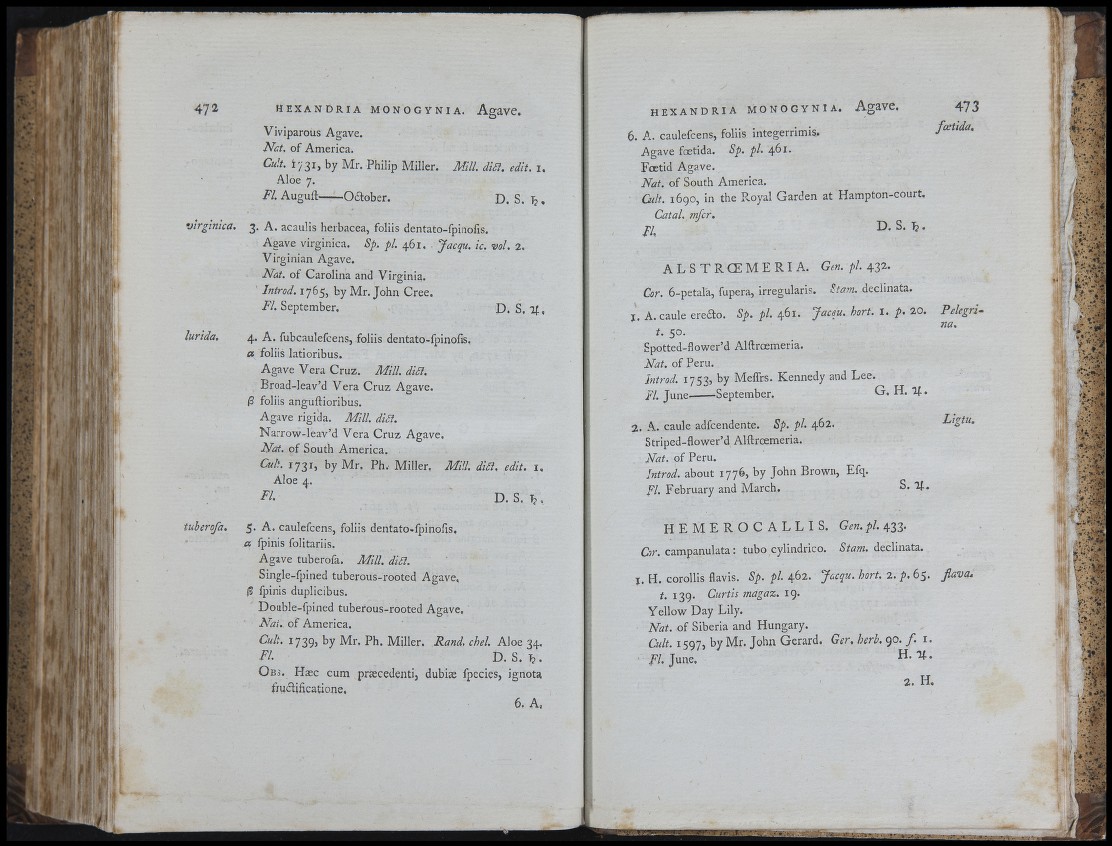 472 HEXANDRIA MONOGYNIA. Agave.
Viviparous Agave.
Nat. of America.
Cult. 1731, by Mr. Philip Miller. Mill. dict. edit. 1.
Aloe 7.
Fl. Auguſt——October. D. S. ♄.
virginica. 3. A. acaulis herbacea, foliis dentato-ſpinoſis.
Agave virginica. Sp. pl. 461. Jacqu. ic. vol. 2.
Virginian Agave.
Nat. of Carolina and Virginia.
Introd. 1765, by Mr. John Cree.
Fl. September. D. S. ♃.
lurida. 4. A. ſubcauleſcens, foliis dentato-ſpinoſis.
α foliis latioribus.
Agave Vera Cruz. Mill. dict.
Broad-leav'd Vera Cruz Agave.
β foliis anguſtioribus.
Agave rigida. Mill. dict.
Narrow-leav'd Vera Cruz Agave.
Nat. of South America.
Cult. 1731, by Mr. Ph. Miller. Mill. dict. edit. 1.
Aloe 4.
Fl. D. S. ♄.
tuberoſa. 5. A. cauleſcens, foliis dentato-ſpinoſis.
α ſpinis ſolitariis.
Agave tuberoſa. Mill. dict.
Single-ſpined tuberous-rooted Agave.
β ſpinis duplicibus.
Double-ſpined tuberous-rooted Agave.
Nat. of America.
Cult. 1739, by Mr. Ph. Miller. Rand. chel. Aloe 34.
Fl. D. S. ♄.
OBS. Hæc cum præcedenti, dubiæ ſpecies, ignota
fructificatione.
6. A.
HEXANDRIA MONOGYNIA. Agave. 473
6. A. cauleſcens, foliis integerrimis. fœtida.
Agave fœtida. Sp. pl. 461.
Fœtid Agave.
Nat. of South America.
Cult. 1690, in the Royal Garden at Hampton-court.
Catal. mſcr.
Fl. D. S. ♄.
ALSTRŒMERIA. Gen. pl. 432.
Cor. 6-petala, ſupera, irregularis. Stam. declinata.
1. A. caule erecto. Sp. pl. 461. Jacqu. hort. 1. p. 20. Pelegri-
t. 50. na.
Spotted-flower'd Alſtrœmeria.
Nat. of Peru.
Introd. 1753, by Meſſrs. Kennedy and Lee.
Fl. June——September. G. H. ♃.
2. A. caule adſcendente. Sp. pl. 462. Ligtu.
Striped-flower'd Alſtrœmeria.
Nat. of Peru.
Introd. about 1776, by John Brown, Eſq.
Fl. February and March. S. ♃.
HEMEROCALLIS. Gen. pl. 433.
Cor. campanulata: tubo cylindrico. Stam. declinata.
1. H. corollis flavis. Sp. pl. 462. Jacqu. hort. 2. p. 65. flava.
t. 139. Curtis magaz. 19.
Yellow Day Lily.
Nat. of Siberia and Hungary.
Cult. 1597, by Mr. John Gerard. Ger. herb. 90. f. 1.
Fl. June. H. ♃.
2. H.